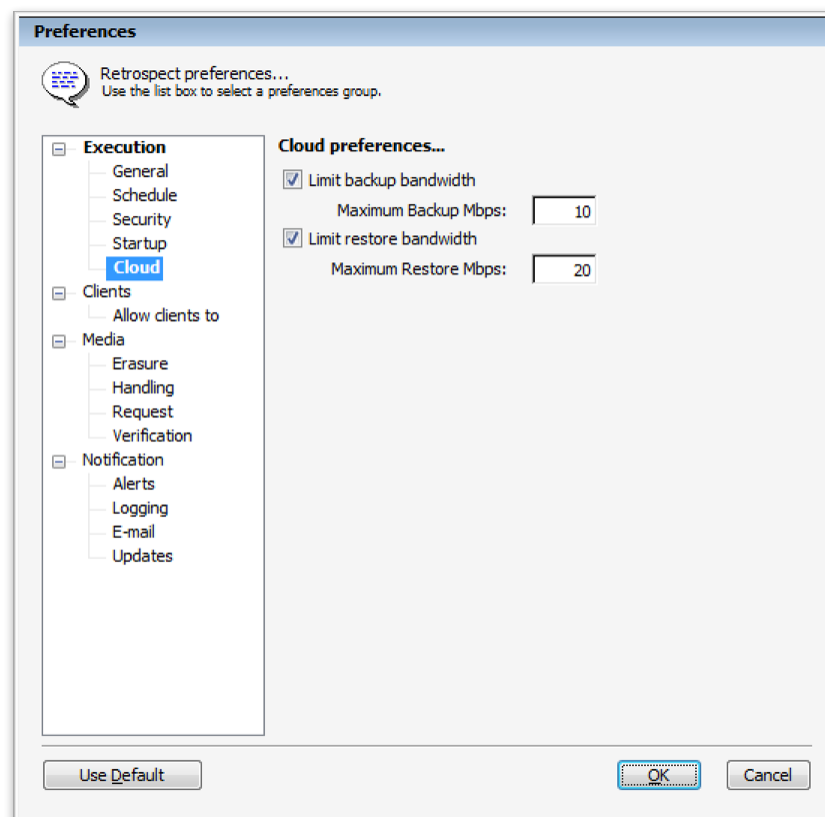 Preferences
Retrospect preferences...
Use the list box to select a preferences group.
Execution
General
Schedule
Security
Startup
Cloud
Clients
Allow clients to
Media
Erasure
Handling
Request
Verification
Notification
Alerts
Logging
E-mail
Updates
Cloud preferences...
Limit backup bandwidth
Maximum Backup Mbps: 10
Limit restore bandwidth
Maximum Restore Mbps: 20
Use Default
OK
Cancel